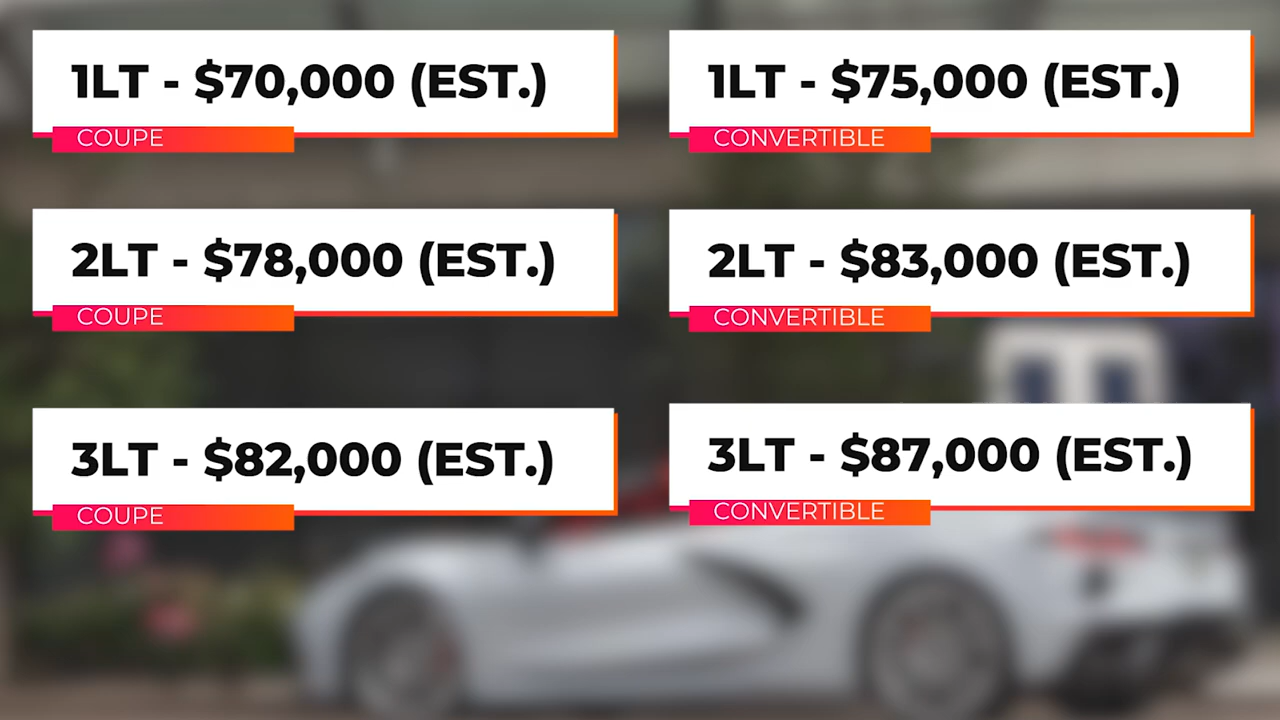 1LT - $70,000 (EST.)
COUPE
1LT - $75,000 (EST.)
CONVERTIBLE
2LT - $78,000 (EST.)
COUPE
2LT - $83,000 (EST.)
CONVERTIBLE
3LT - $82,000 (EST.)
COUPE
3LT - $87,000 (EST.)
CONVERTIBLE